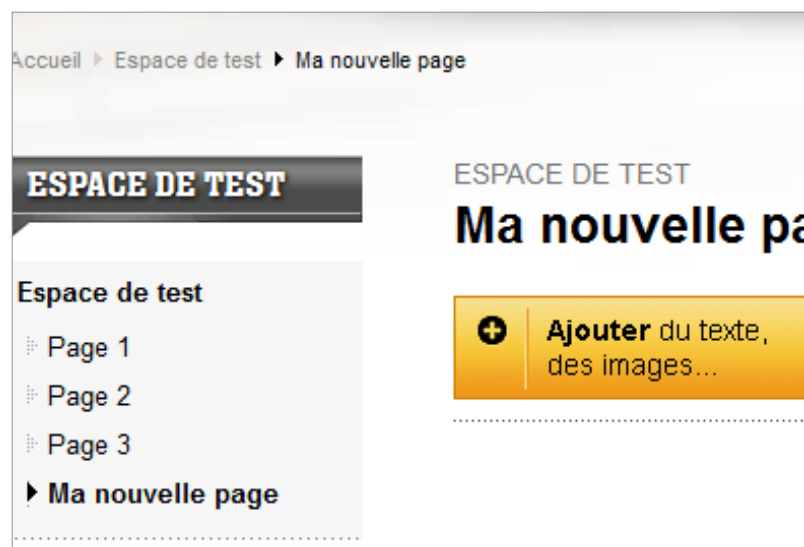 Accueil Espace de test Ma nouvelle page
ESPACE DE TEST
Espace de test
Page 1
Page 2
Page 3
Ma nouvelle page
ESPACE DE TEST
Ma nouvelle pa
Ajouter du texte,
des images...